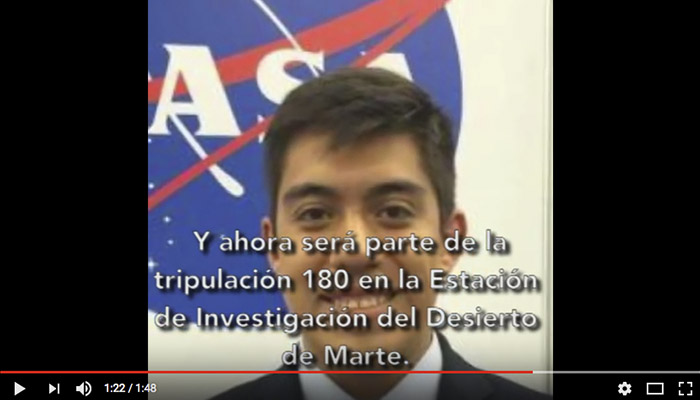 ASA
Y ahora será parte de la
tripulación 180 en la Estación
de Investigación del Desierto
de Marte.
1:22 / 1:48